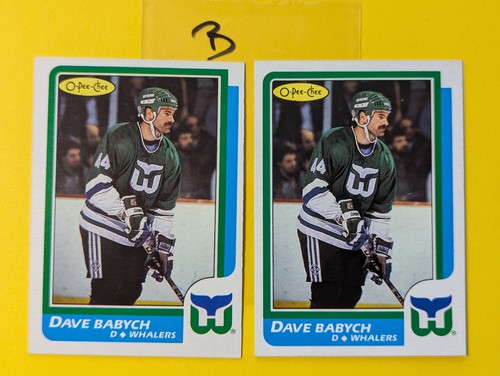 B
O-Pee-Chee
44
W
DAVE BABYCH
D ◆ WHALERS
W
®
O-Pee-Chee
44
W
DAVE BABYCH
D ◆ WHALERS
W
®